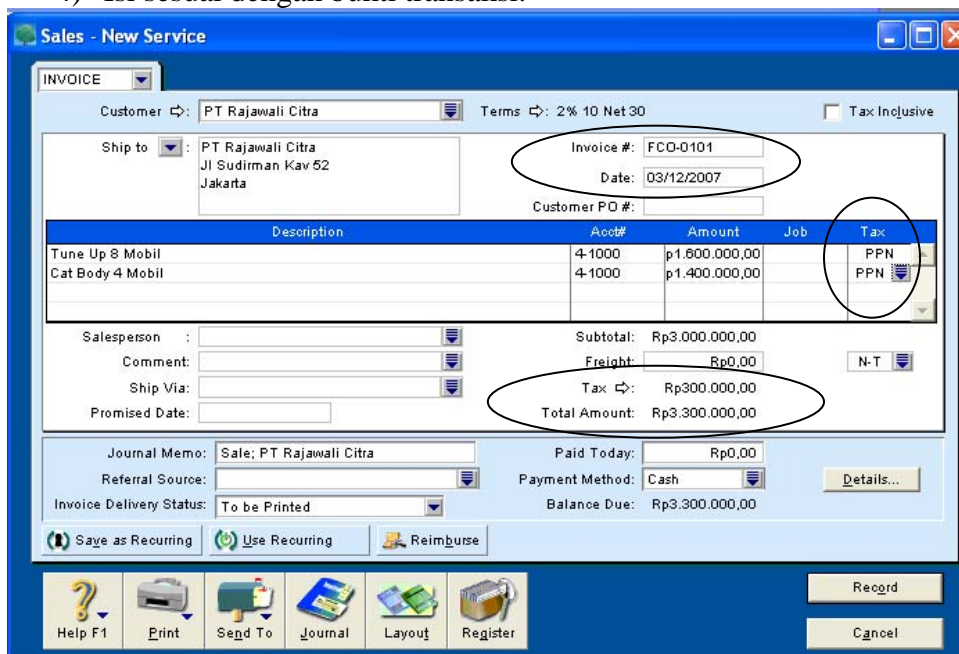 Isi sesuai dengan bukti transaksi.
Sales - New Service
INVOICE
Customer ⇨: PT Rajawali Citra Terms ⇨: 2% 10 Net 30 Tax Inclusive
Ship to : PT Rajawali Citra Invoice #: FCO-0101
Jl Sudirman Kav 52
Jakarta Date: 03/12/2007
Customer PO #:
Description Acct# Amount Job Tax
Tune Up 8 Mobil 4-1000 p1.600.000,00 PPN
Cat Body 4 Mobil 4-1000 p1.400.000,00 PPN
Salesperson : Subtotal: Rp3.000.000,00
Comment: Freight: Rp0,00 N-T
Ship Via: Tax ⇨: Rp300.000,00
Promised Date: Total Amount: Rp3.300.000,00
Journal Memo: Sale; PT Rajawali Citra Paid Today: Rp0,00
Referral Source: Payment Method: Cash Details...
Invoice Delivery Status: To be Printed Balance Due: Rp3.300.000,00
Save as Recurring Use Recurring Reimburse
Help F1 Print Send To Journal Layout Register
Record
Cancel